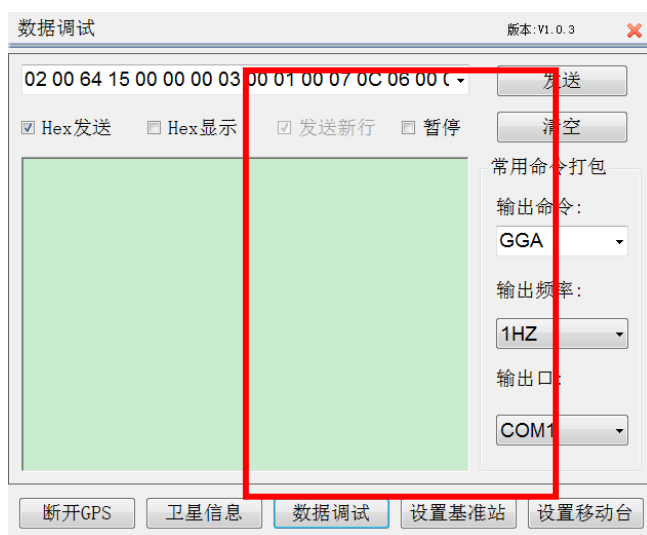 数据调试 版本:V1.0.3
02 00 64 15 00 00 00 03 00 01 00 07 0C 06 00 发送
Hex发送 Hex显示 发送新行 暂停 清空
常用命令打包
输出命令:
GGA
输出频率:
1HZ
输出口:
COM1
断开GPS 卫星信息 数据调试 设置基准站 设置移动台